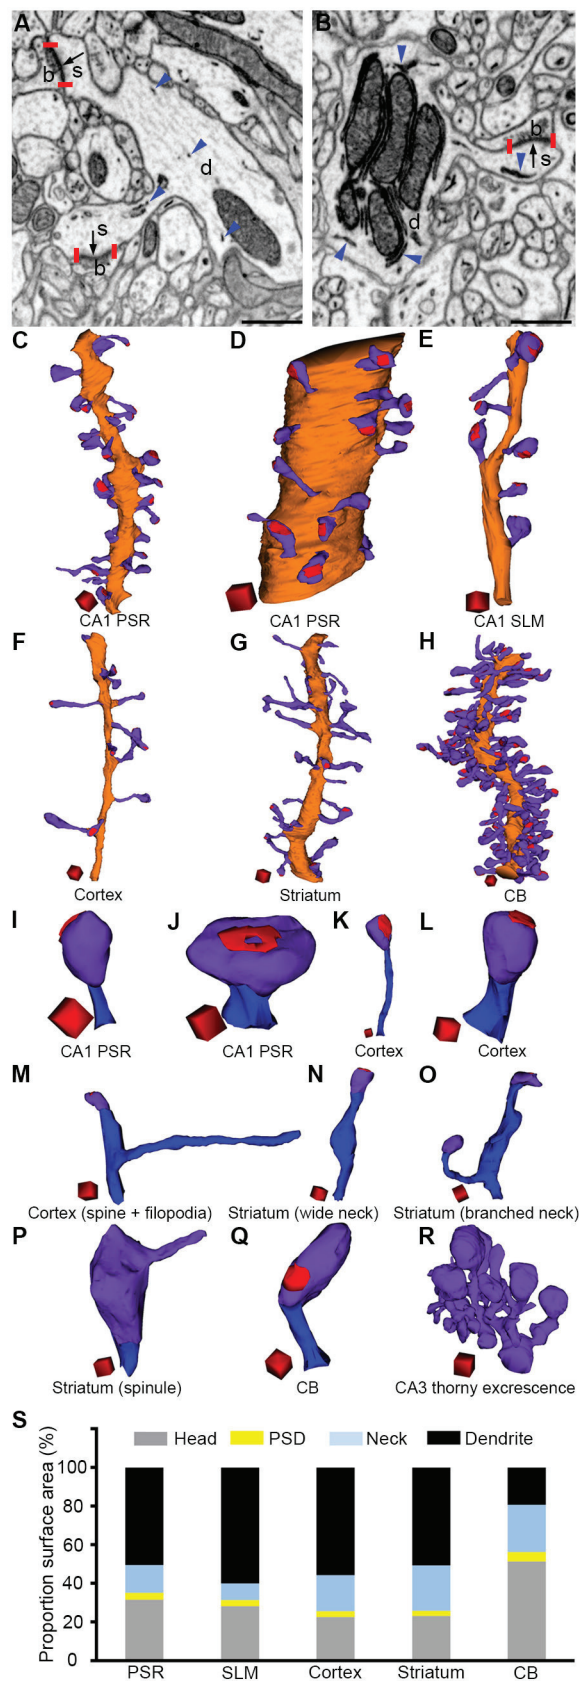 A B
s b
d
s b
b s
d
C D E
CA1 PSR CA1 PSR CA1 SLM
F G H
Cortex Striatum CB
I J K L
CA1 PSR CA1 PSR Cortex Cortex
M N O
Cortex (spine + filopodia) Striatum (wide neck) Striatum (branched neck)
P Q R
Striatum (spinule) CB CA3 thorny excrescence
S
Proportion surface area (%)
Head PSD Neck Dendrite
100
80
60
40
20
0
PSR SLM Cortex Striatum CB